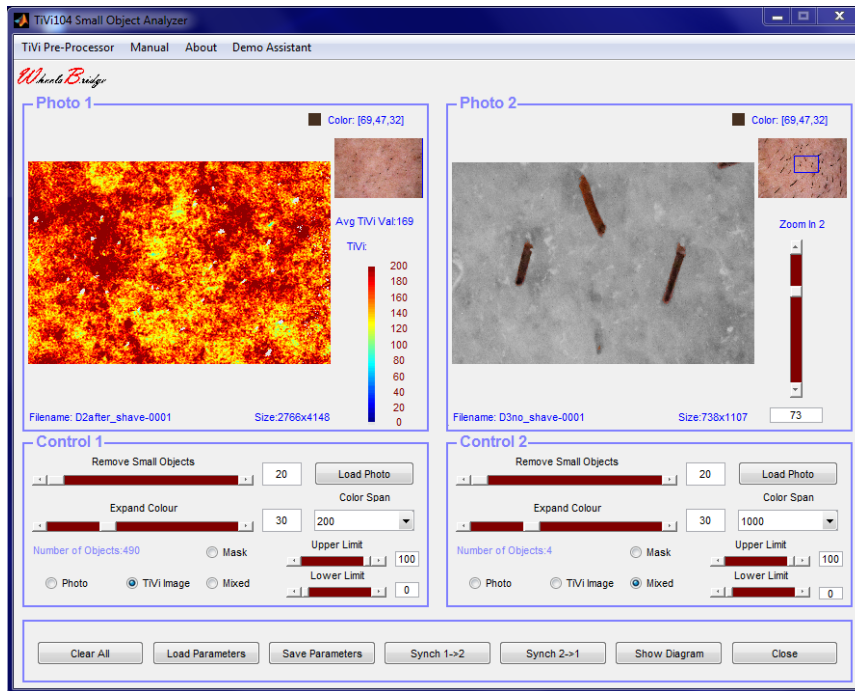 TiVi104 Small Object Analyzer
TiVi Pre-Processor Manual About Demo Assistant
WheelsBridge
Photo 1
Color: [69,47,32]
Avg TiVi Val:169
TiVi:
200
180
160
140
120
100
80
60
40
20
0
Filename: D2after_shave-0001 Size:2766x4148
Photo 2
Color: [69,47,32]
Zoom In 2
73
Filename: D3no_shave-0001 Size:738x1107
Control 1
Remove Small Objects
20 Load Photo
Expand Colour Color Span
30 200
Number of Objects:490 Mask Upper Limit
100
Photo TiVi Image Mixed Lower Limit
0
Control 2
Remove Small Objects
20 Load Photo
Expand Colour Color Span
30 1000
Number of Objects:4 Mask Upper Limit
100
Photo TiVi Image Mixed Lower Limit
0
Clear All Load Parameters Save Parameters Synch 1->2 Synch 2->1 Show Diagram Close